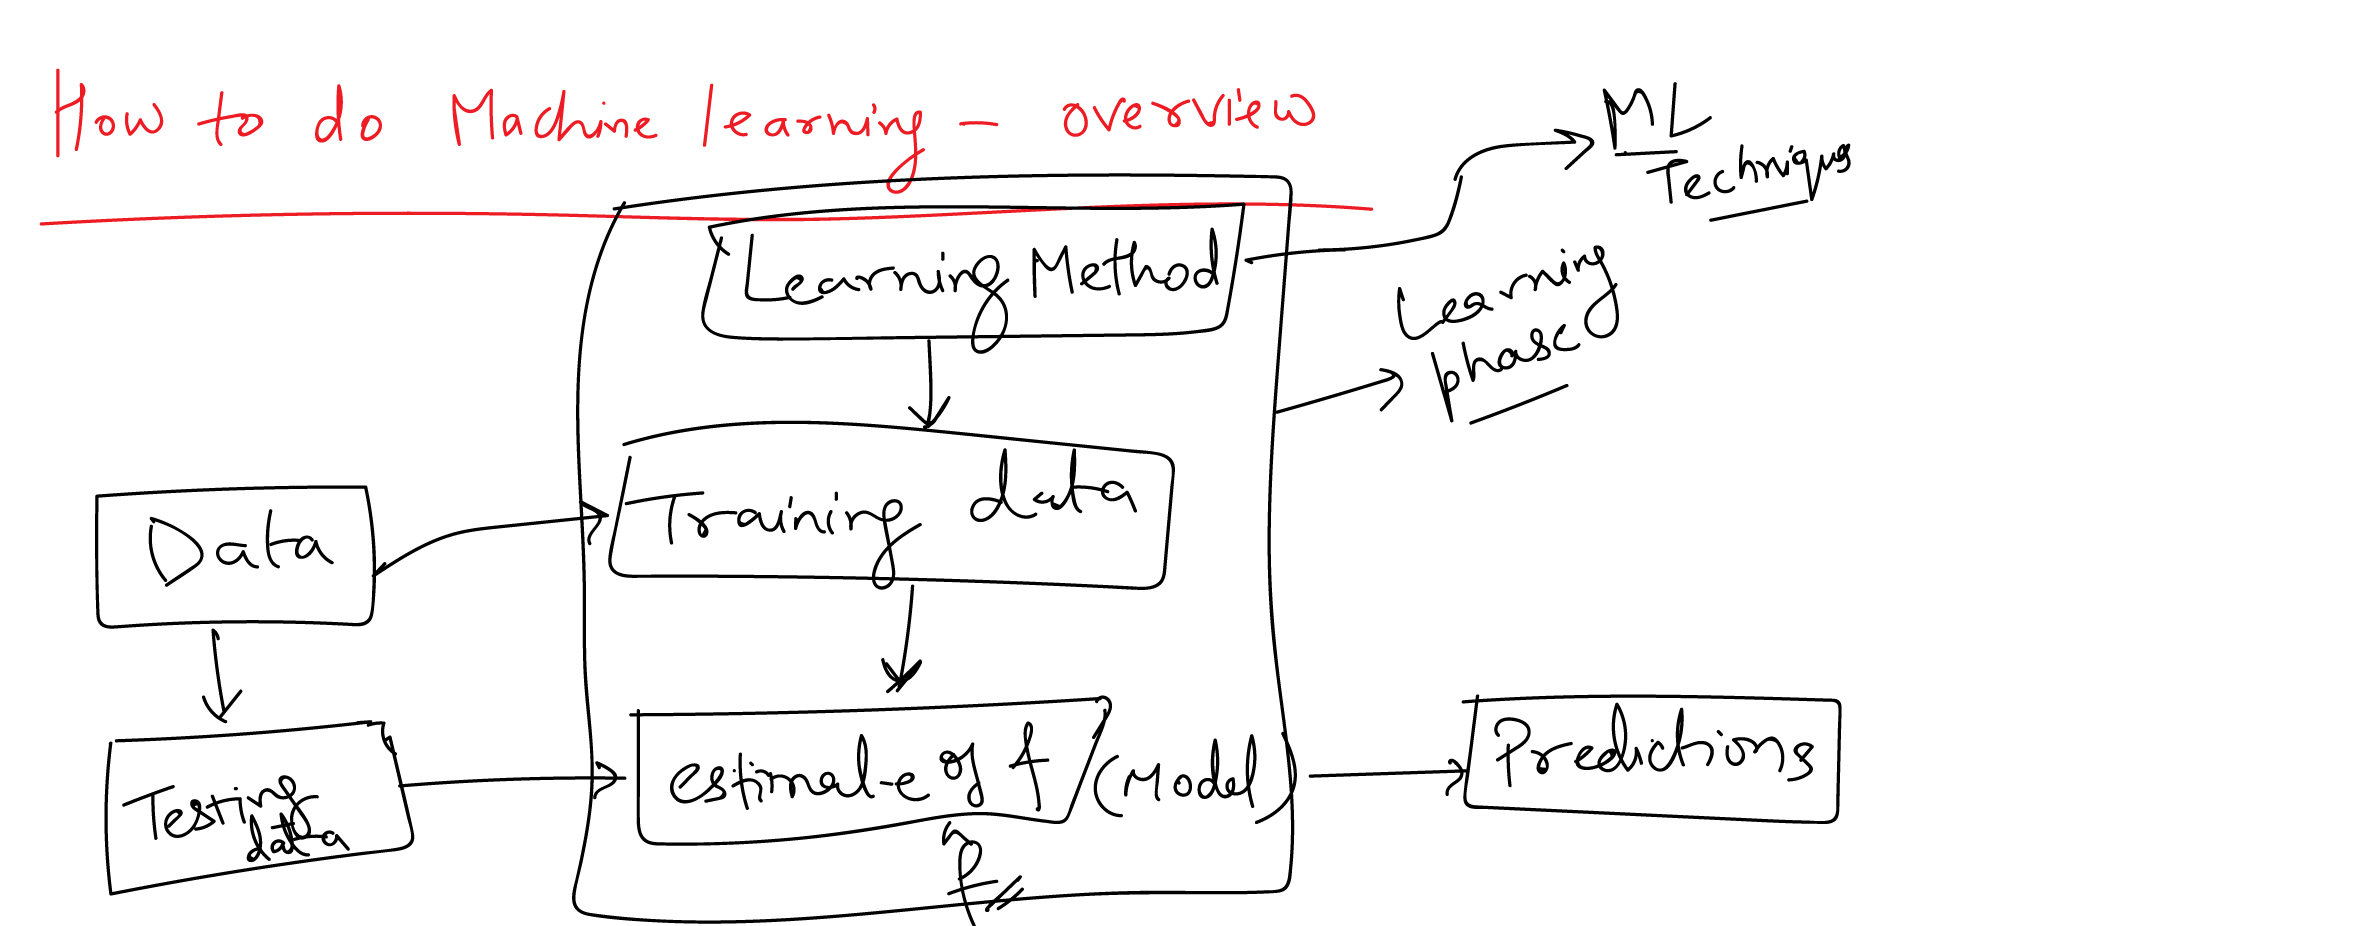 How to do Machine learning - overview
ML
Techniques
Learning Method
Learning
phase
Training data
Data
estimate of f (Model)
Predictions
Testing
data
f̂